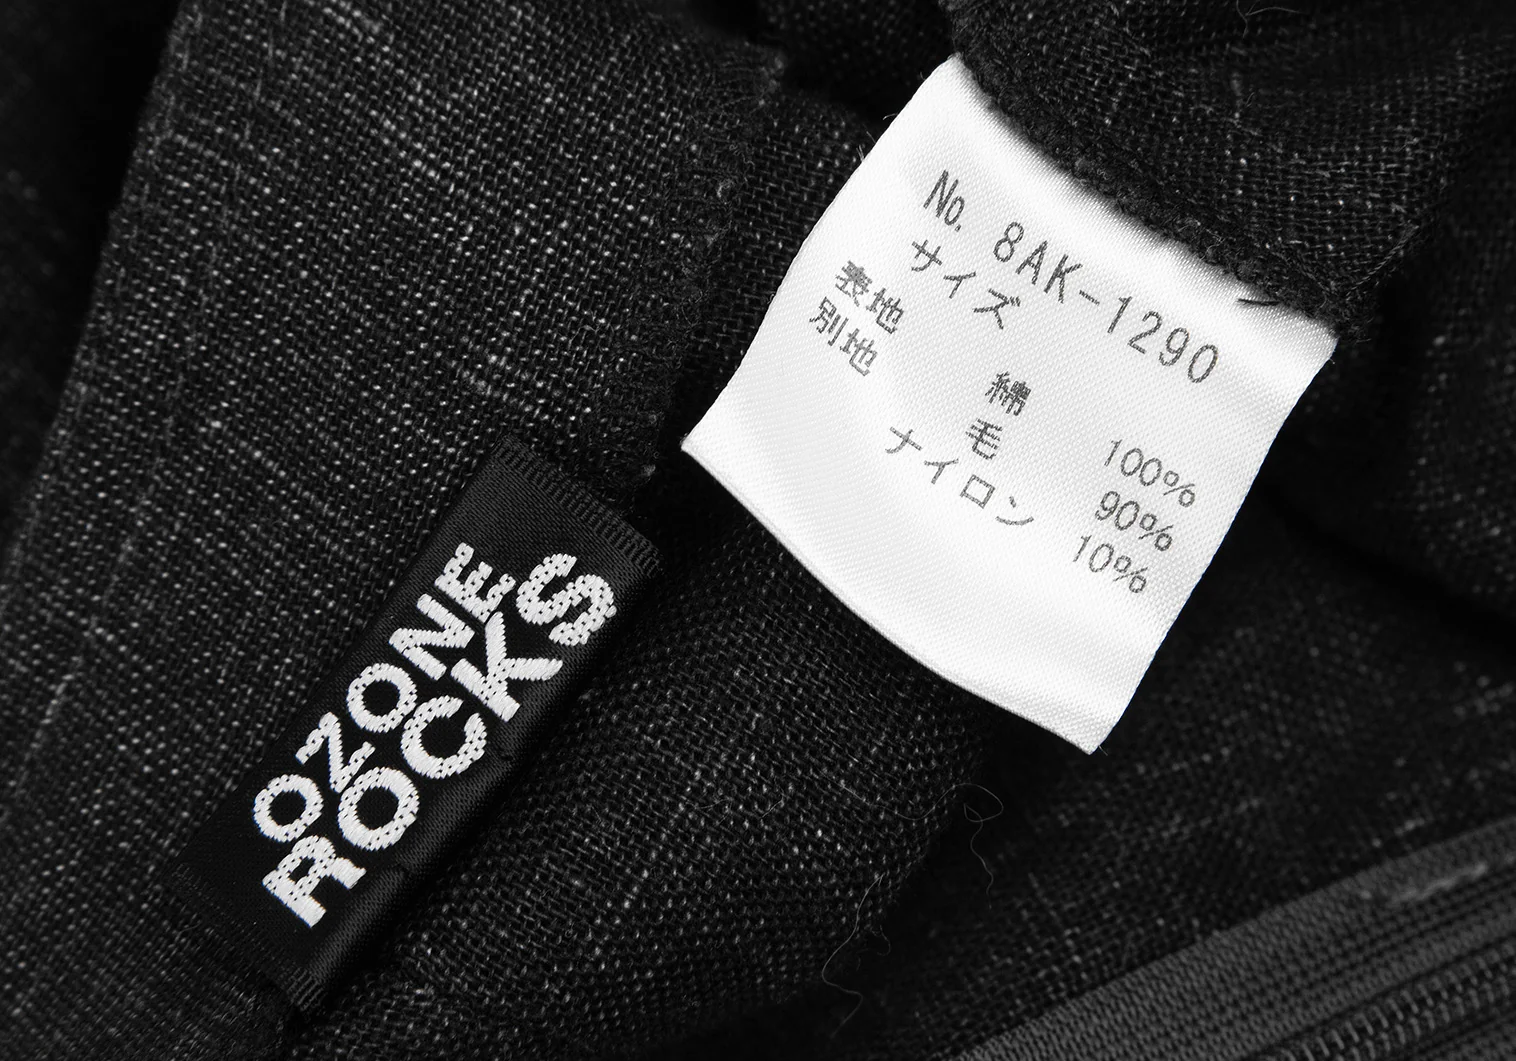 No. 8AK-1290
サイズ
表地 綿 100%
別地 毛 90%
ナイロン 10%
OZONE
ROCKS